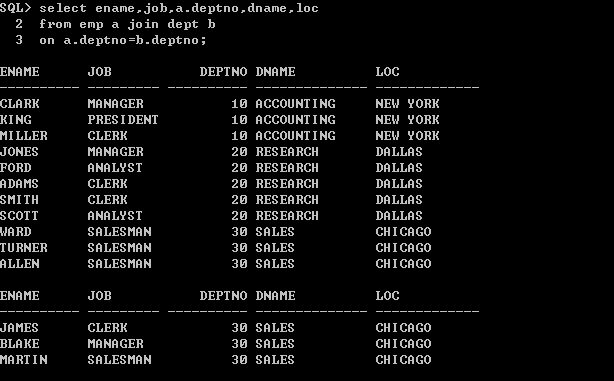 SQL> select ename,job,a.deptno,dname,loc
  2  from emp a join dept b
  3  on a.deptno=b.deptno;
ENAME      JOB           DEPTNO DNAME          LOC
---------- --------- ---------- -------------- -------------
CLARK      MANAGER           10 ACCOUNTING     NEW YORK
KING       PRESIDENT         10 ACCOUNTING     NEW YORK
MILLER     CLERK             10 ACCOUNTING     NEW YORK
JONES      MANAGER           20 RESEARCH       DALLAS
FORD       ANALYST           20 RESEARCH       DALLAS
ADAMS      CLERK             20 RESEARCH       DALLAS
SMITH      CLERK             20 RESEARCH       DALLAS
SCOTT      ANALYST           20 RESEARCH       DALLAS
WARD       SALESMAN          30 SALES          CHICAGO
TURNER     SALESMAN          30 SALES          CHICAGO
ALLEN      SALESMAN          30 SALES          CHICAGO
ENAME      JOB           DEPTNO DNAME          LOC
---------- --------- ---------- -------------- -------------
JAMES      CLERK             30 SALES          CHICAGO
BLAKE      MANAGER           30 SALES          CHICAGO
MARTIN     SALESMAN          30 SALES          CHICAGO